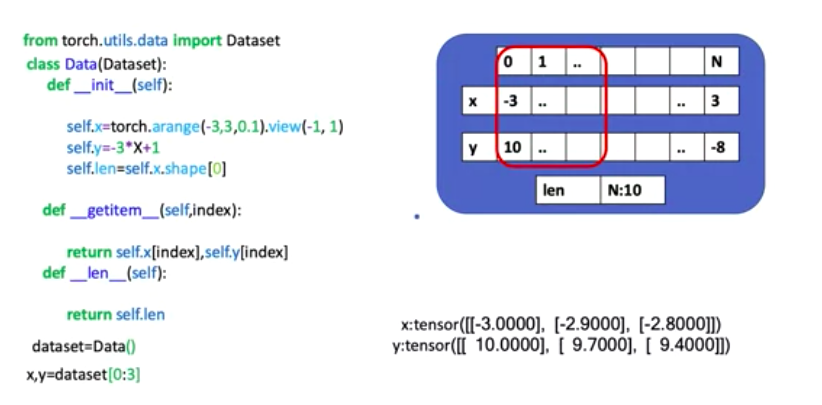 from torch.utils.data import Dataset
class Data(Dataset):
def __init__(self):
self.x=torch.arange(-3,3,0.1).view(-1, 1)
self.y=-3*X+1
self.len=self.x.shape[0]
def __getitem__(self,index):
return self.x[index],self.y[index]
def __len__(self):
return self.len
dataset=Data()
x,y=dataset[0:3]
0 1 .. N
x -3 .. .. 3
y 10 .. .. -8
len N:10
x:tensor([[-3.0000], [-2.9000], [-2.8000]])
y:tensor([[ 10.0000], [ 9.7000], [ 9.4000]])